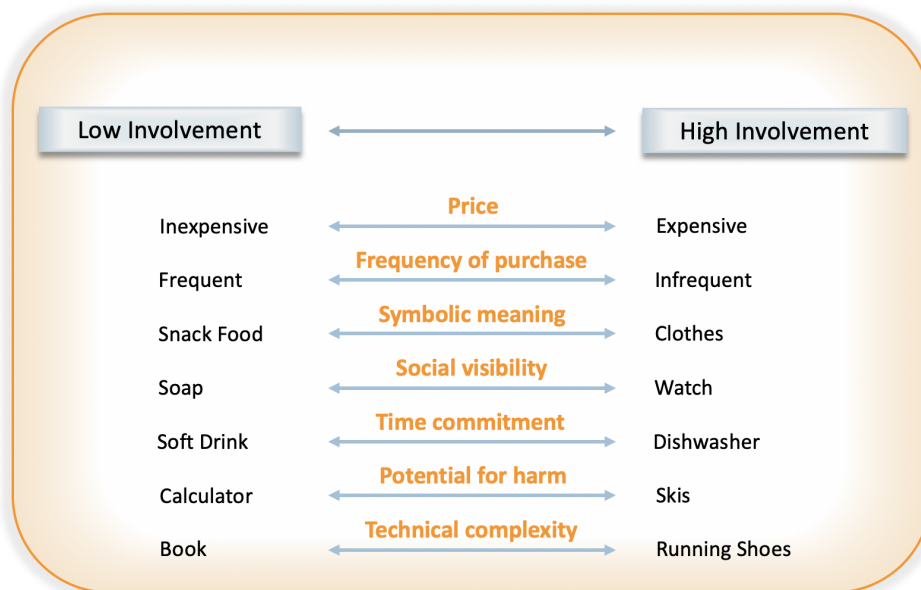 Low Involvement High Involvement
Price
Inexpensive Expensive
Frequency of purchase
Frequent Infrequent
Symbolic meaning
Snack Food Clothes
Social visibility
Soap Watch
Time commitment
Soft Drink Dishwasher
Potential for harm
Calculator Skis
Technical complexity
Book Running Shoes